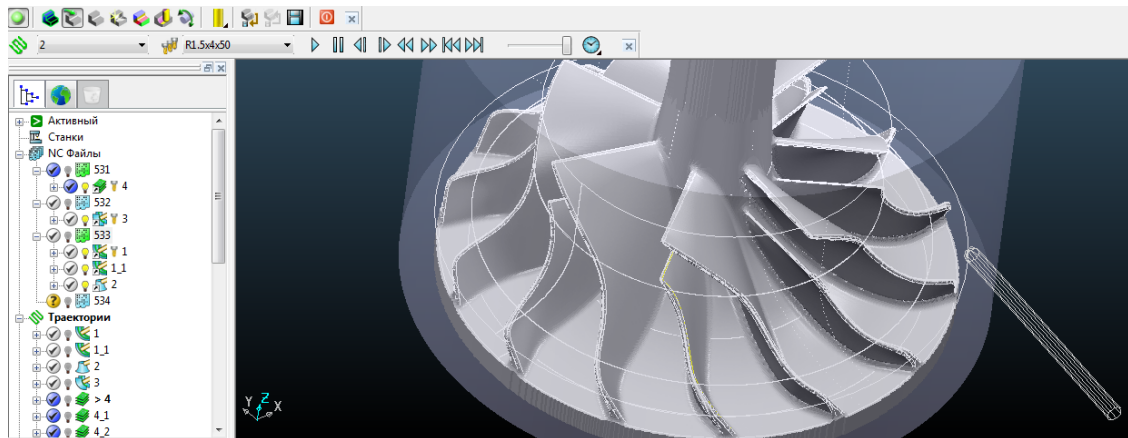 2 R1.5x4x50
Активный
Станки
NC Файлы
531
4
532
3
533
1
1_1
2
534
Траектории
1
1_1
2
3
> 4
4_1
4_2
Y Z X